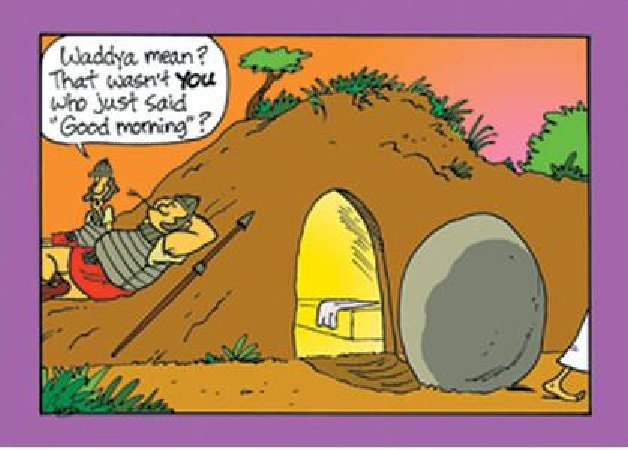 Waddya mean?
That wasn't YOU
who just said
"Good morning"?